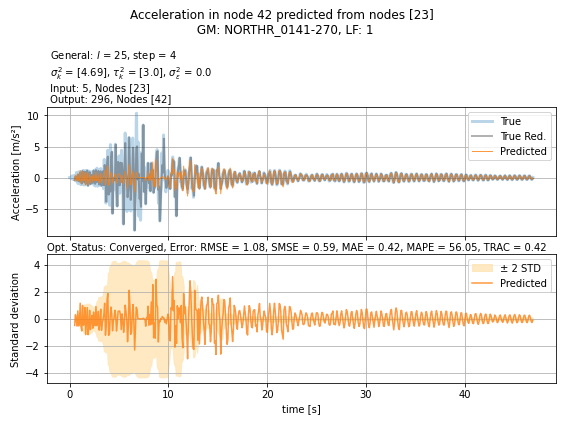 Acceleration in node 42 predicted from nodes [23]
GM: NORTHR_0141-270, LF: 1
General: l = 25, step = 4
σ²ₖ = [4.69], τ²ₖ = [3.0], σ²ε = 0.0
Input: 5, Nodes [23]
Output: 296, Nodes [42]
Acceleration [m/s²]
10
5
0
−5
True
True Red.
Predicted
Opt. Status: Converged, Error: RMSE = 1.08, SMSE = 0.59, MAE = 0.42, MAPE = 56.05, TRAC = 0.42
Standard deviation
4
2
0
−2
−4
± 2 STD
Predicted
0 10 20 30 40
time [s]